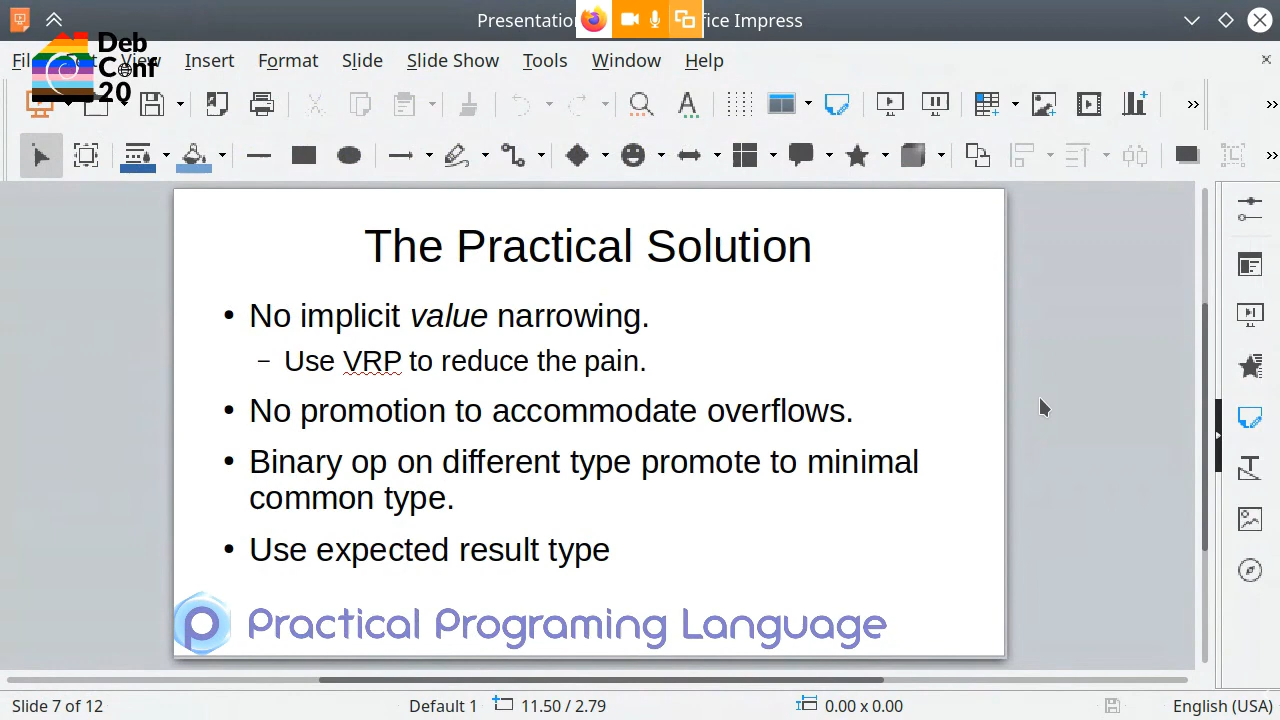 Presentatio
fice Impress
Deb
Conf
20
Fil
View
Insert
Format
Slide
Slide Show
Tools
Window
Help
The Practical Solution
• No implicit value narrowing.
– Use VRP to reduce the pain.
• No promotion to accommodate overflows.
• Binary op on different type promote to minimal
common type.
• Use expected result type
Practical Programing Language
Slide 7 of 12
Default 1
11.50 / 2.79
0.00 x 0.00
English (USA)